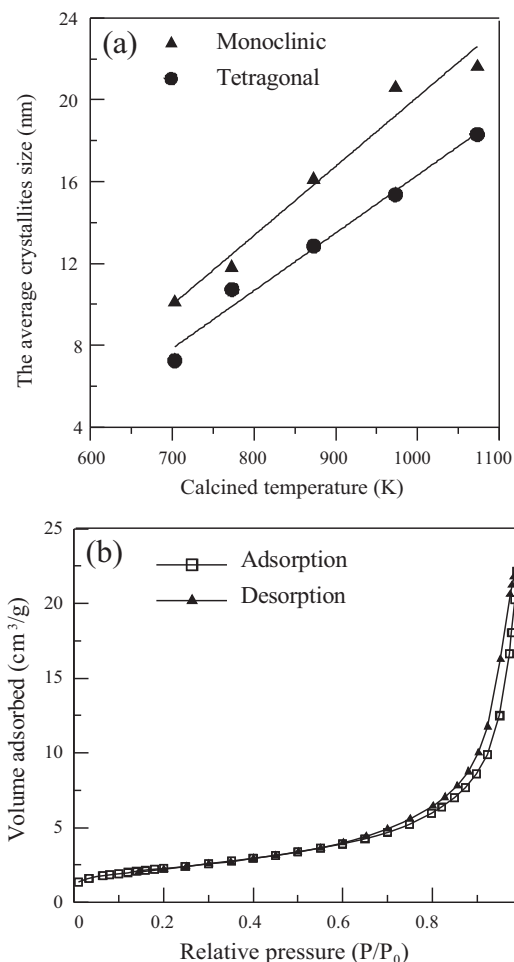 24
(a)
Monoclinic
Tetragonal
20
16
12
8
4
The average crystallites size (nm)
600 700 800 900 1000 1100
Calcined temperature (K)
25
(b)
Adsorption
Desorption
20
15
10
5
0
Volume adsorbed (cm³/g)
0 0.2 0.4 0.6 0.8
Relative pressure (P/P₀)